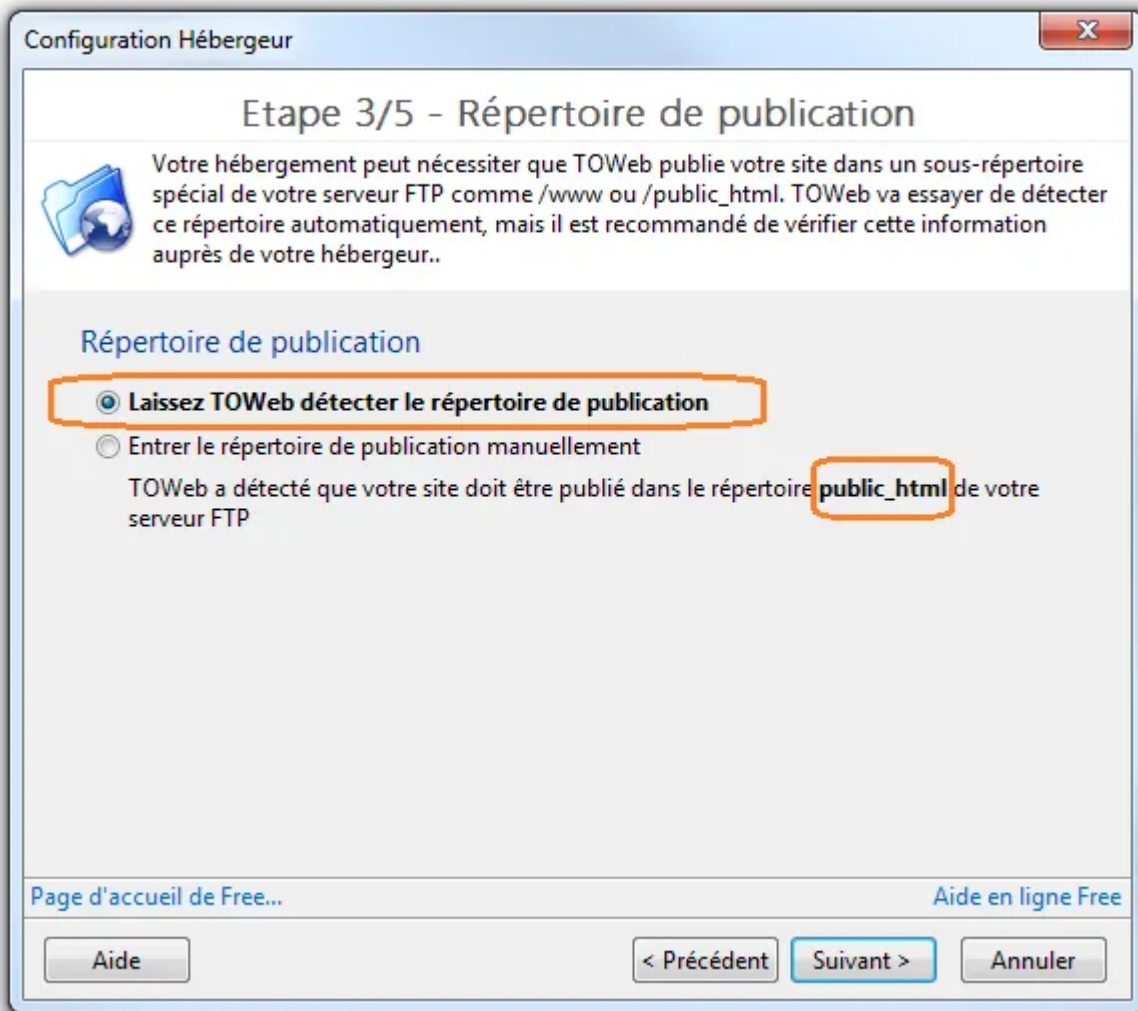 Configuration Hébergeur
Etape 3/5 - Répertoire de publication
Votre hébergement peut nécessiter que TOWeb publie votre site dans un sous-répertoire
spécial de votre serveur FTP comme /www ou /public_html. TOWeb va essayer de détecter
ce répertoire automatiquement, mais il est recommandé de vérifier cette information
auprès de votre hébergeur..
Répertoire de publication
Laissez TOWeb détecter le répertoire de publication
Entrer le répertoire de publication manuellement
TOWeb a détecté que votre site doit être publié dans le répertoire public_html de votre
serveur FTP
Page d'accueil de Free... Aide en ligne Free
Aide < Précédent Suivant > Annuler